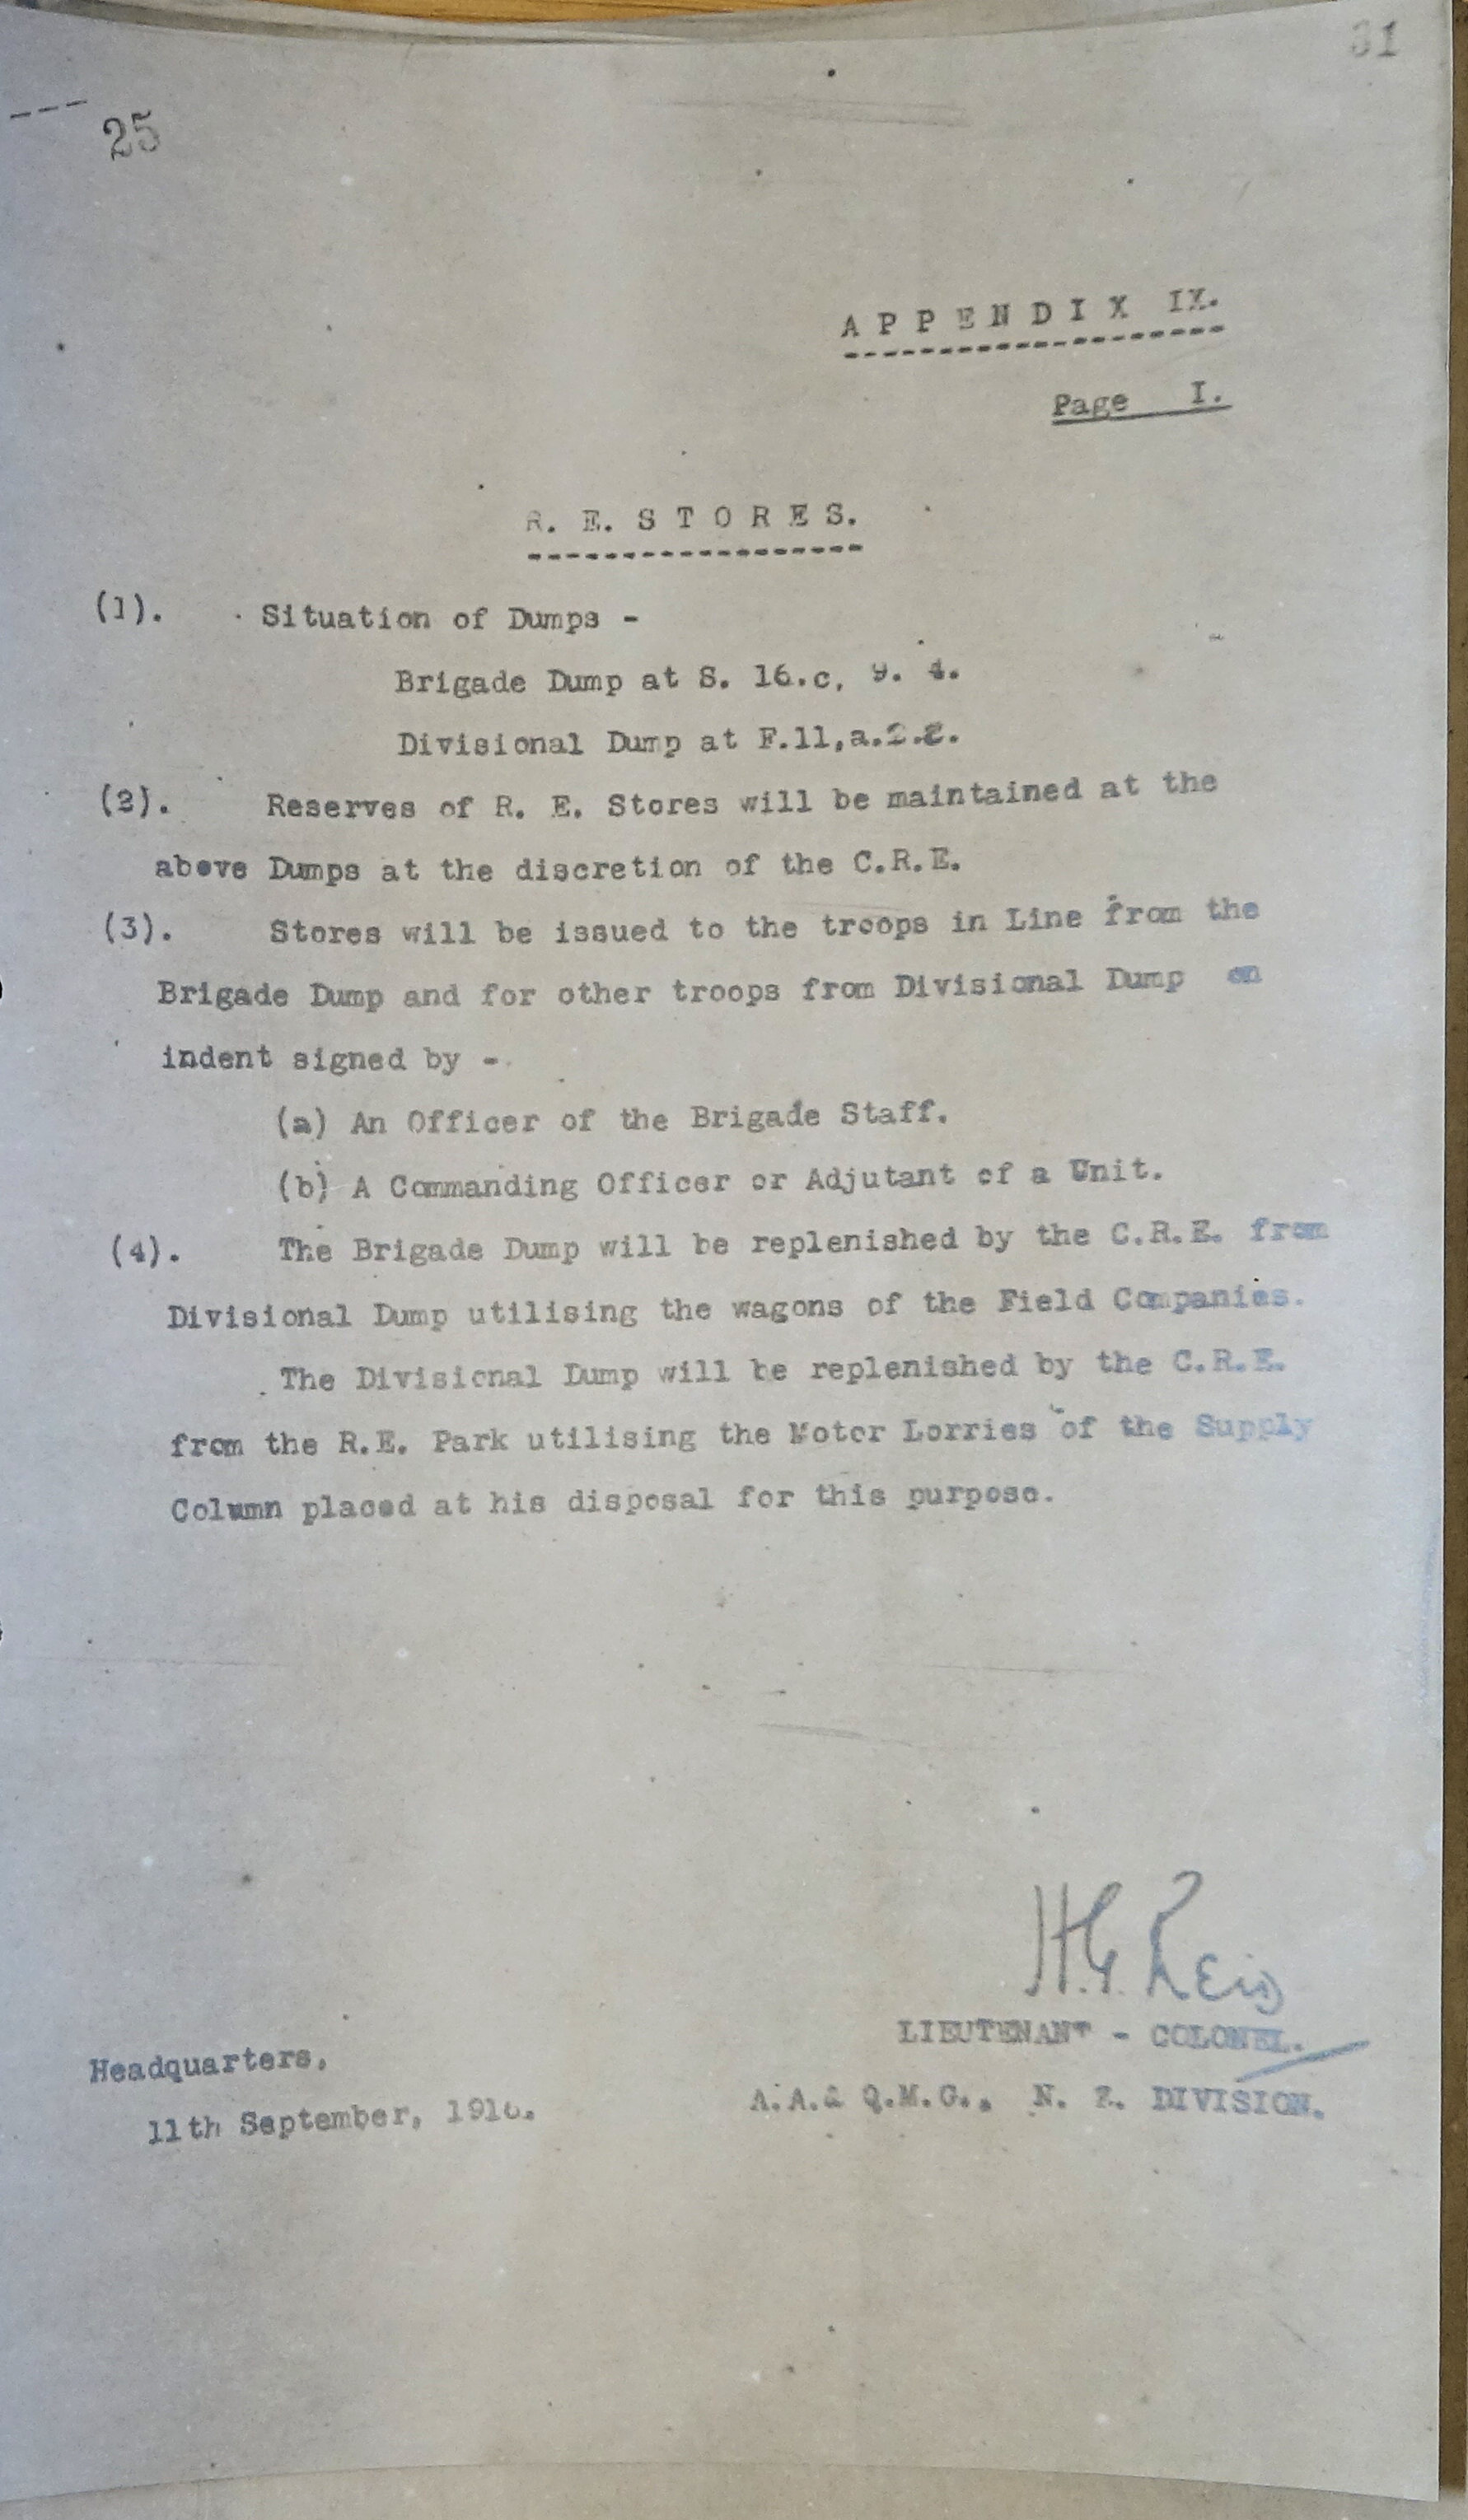 31
25
A P P E N D I X IX.
Page I.
R. E. S T O R E S.
(1). Situation of Dumps -
Brigade Dump at S. 16.c, 9. 4.
Divisional Dump at F.11,a.2.2.
(2). Reserves of R. E. Stores will be maintained at the
above Dumps at the discretion of the C.R.E.
(3). Stores will be issued to the troops in Line from the
Brigade Dump and for other troops from Divisional Dump on
indent signed by -
(a) An Officer of the Brigade Staff.
(b) A Commanding Officer or Adjutant of a Unit.
(4). The Brigade Dump will be replenished by the C.R.E. from
Divisional Dump utilising the wagons of the Field Companies.
The Divisional Dump will be replenished by the C.R.E.
from the R.E. Park utilising the Motor Lorries of the Supply
Column placed at his disposal for this purpose.
H.G. Reid
LIEUTENANT - COLONEL.
Headquarters,
A.A.& Q.M.G., N. Z. DIVISION.
11th September, 1916.